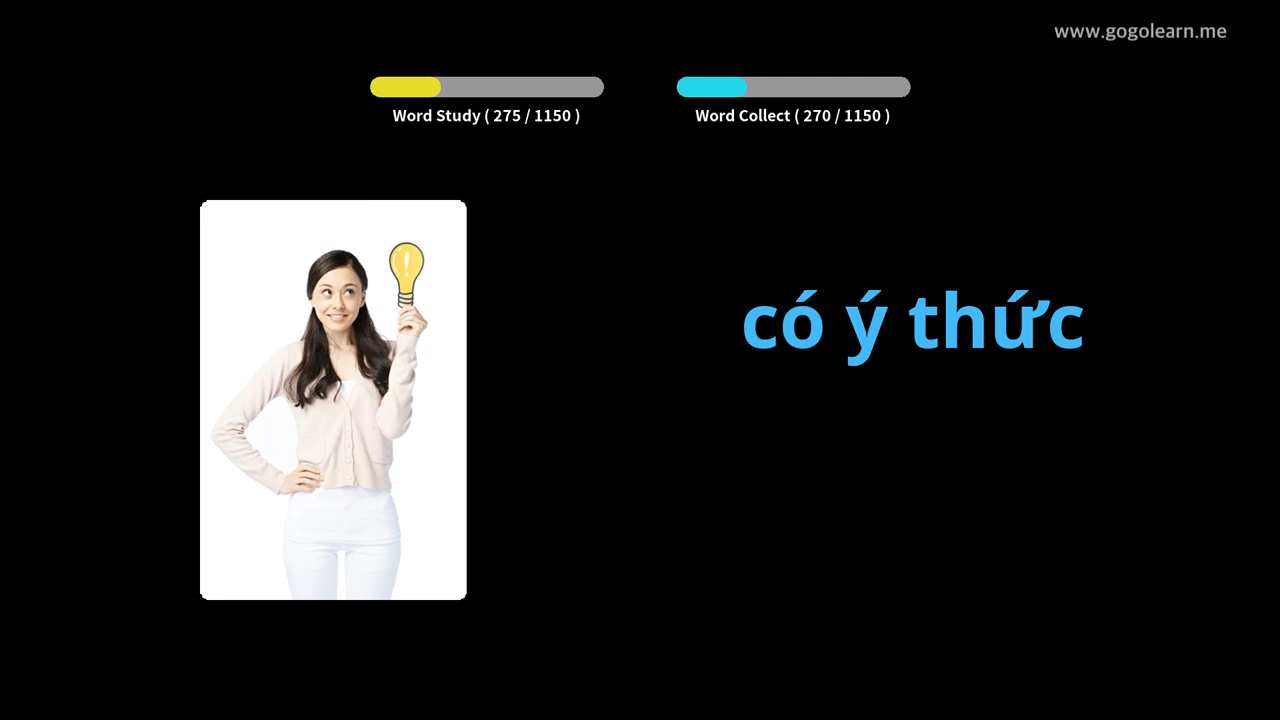 www.gogolearn.me
Word Study ( 275 / 1150 )
Word Collect ( 270 / 1150 )
!
có ý thức